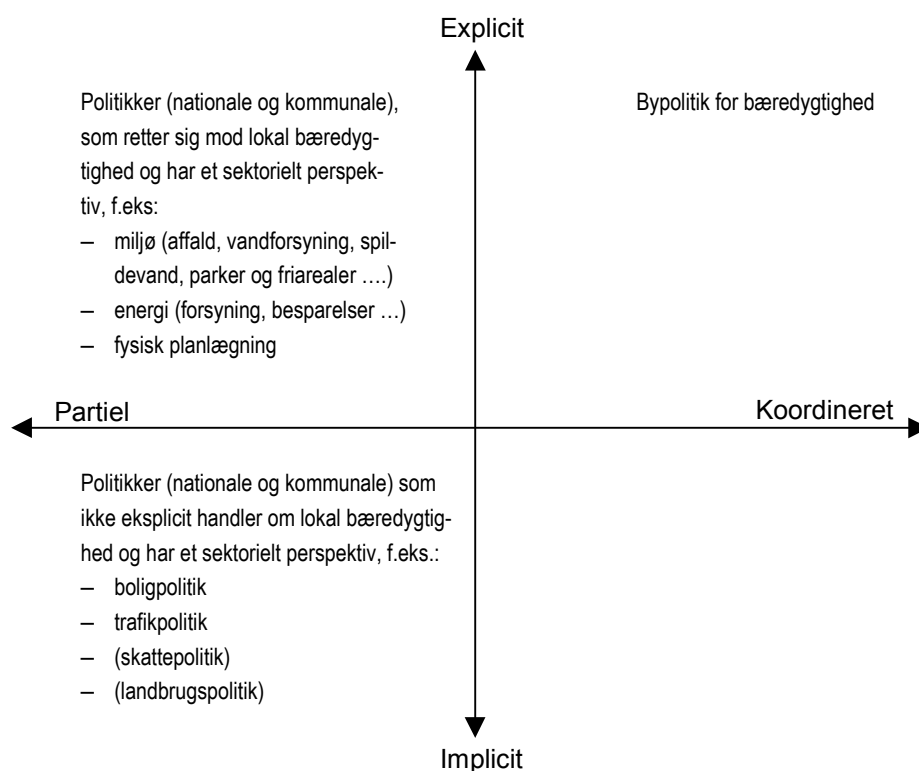 Explicit
Politikker (nationale og kommunale),
som retter sig mod lokal bæredyg-
tighed og har et sektorielt perspek-
tiv, f.eks:
– miljø (affald, vandforsyning, spil-
devand, parker og friarealer ….)
– energi (forsyning, besparelser …)
– fysisk planlægning
Bypolitik for bæredygtighed
Partiel
Koordineret
Politikker (nationale og kommunale) som
ikke eksplicit handler om lokal bæredygtig-
hed og har et sektorielt perspektiv, f.eks.:
– boligpolitik
– trafikpolitik
– (skattepolitik)
– (landbrugspolitik)
Implicit